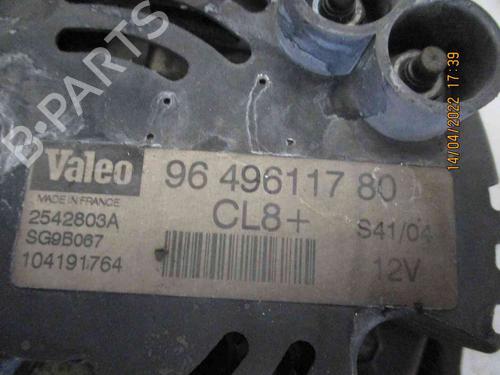 B-PARTS
Valeo
MADE IN FRANCE
96 496117 80
CL8+
2542803A
SG9B067
104191764
S41/04
12V
14/04/2022 17:39